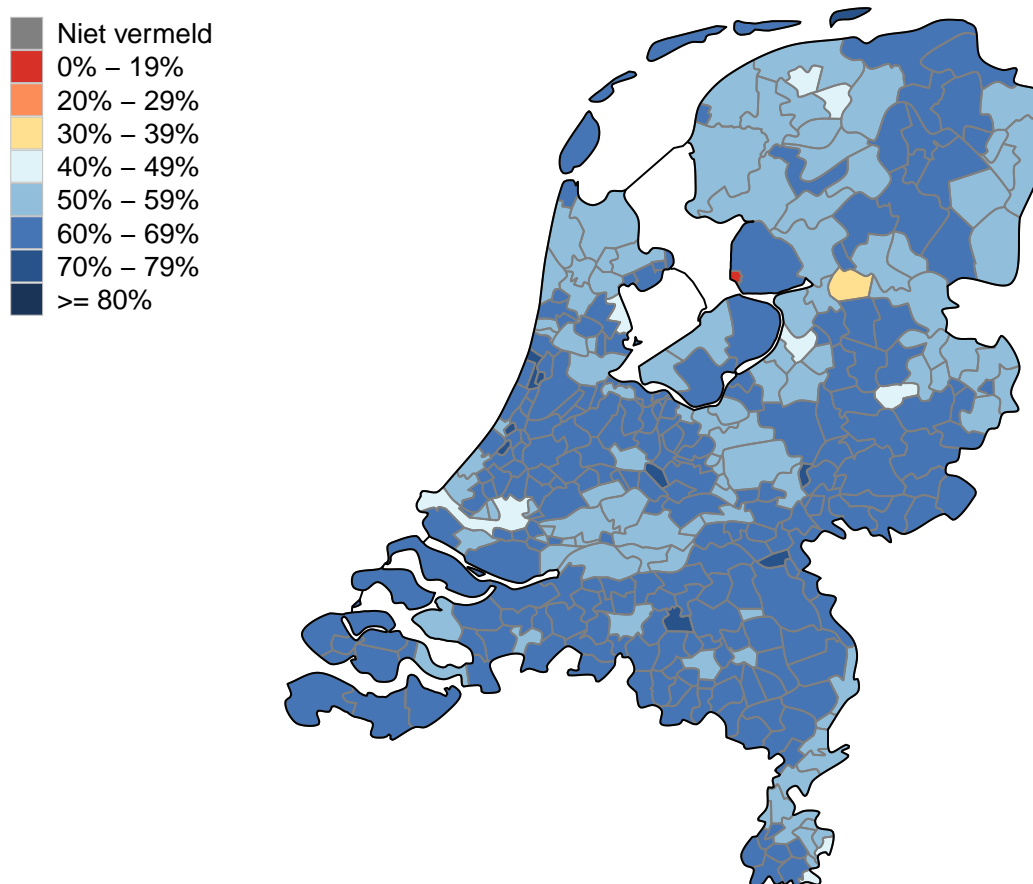 Niet vermeld
0% – 19%
20% – 29%
30% – 39%
40% – 49%
50% – 59%
60% – 69%
70% – 79%
>= 80%